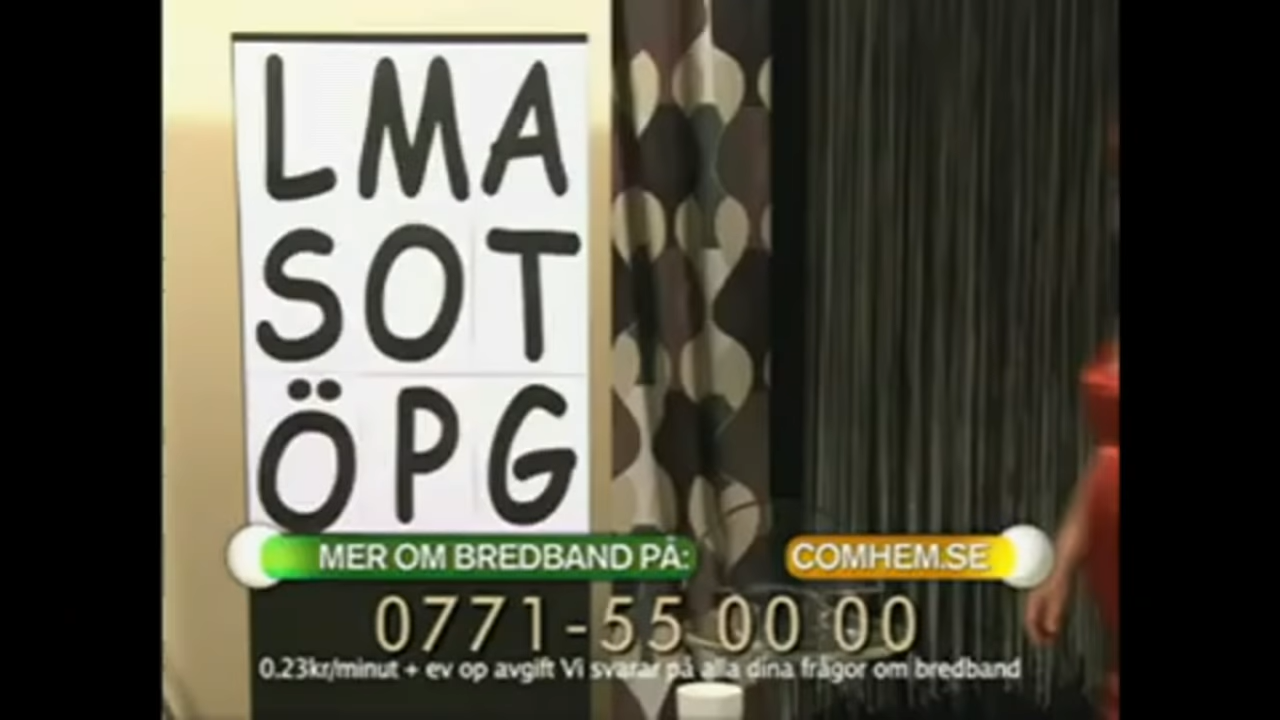 LMA
SOT
ÖPG
MER OM BREDBAND PÅ: COMHEM.SE
0771-55 00 00
0.23kr/minut + ev op avgift Vi svarar på alla dina frågor om bredband